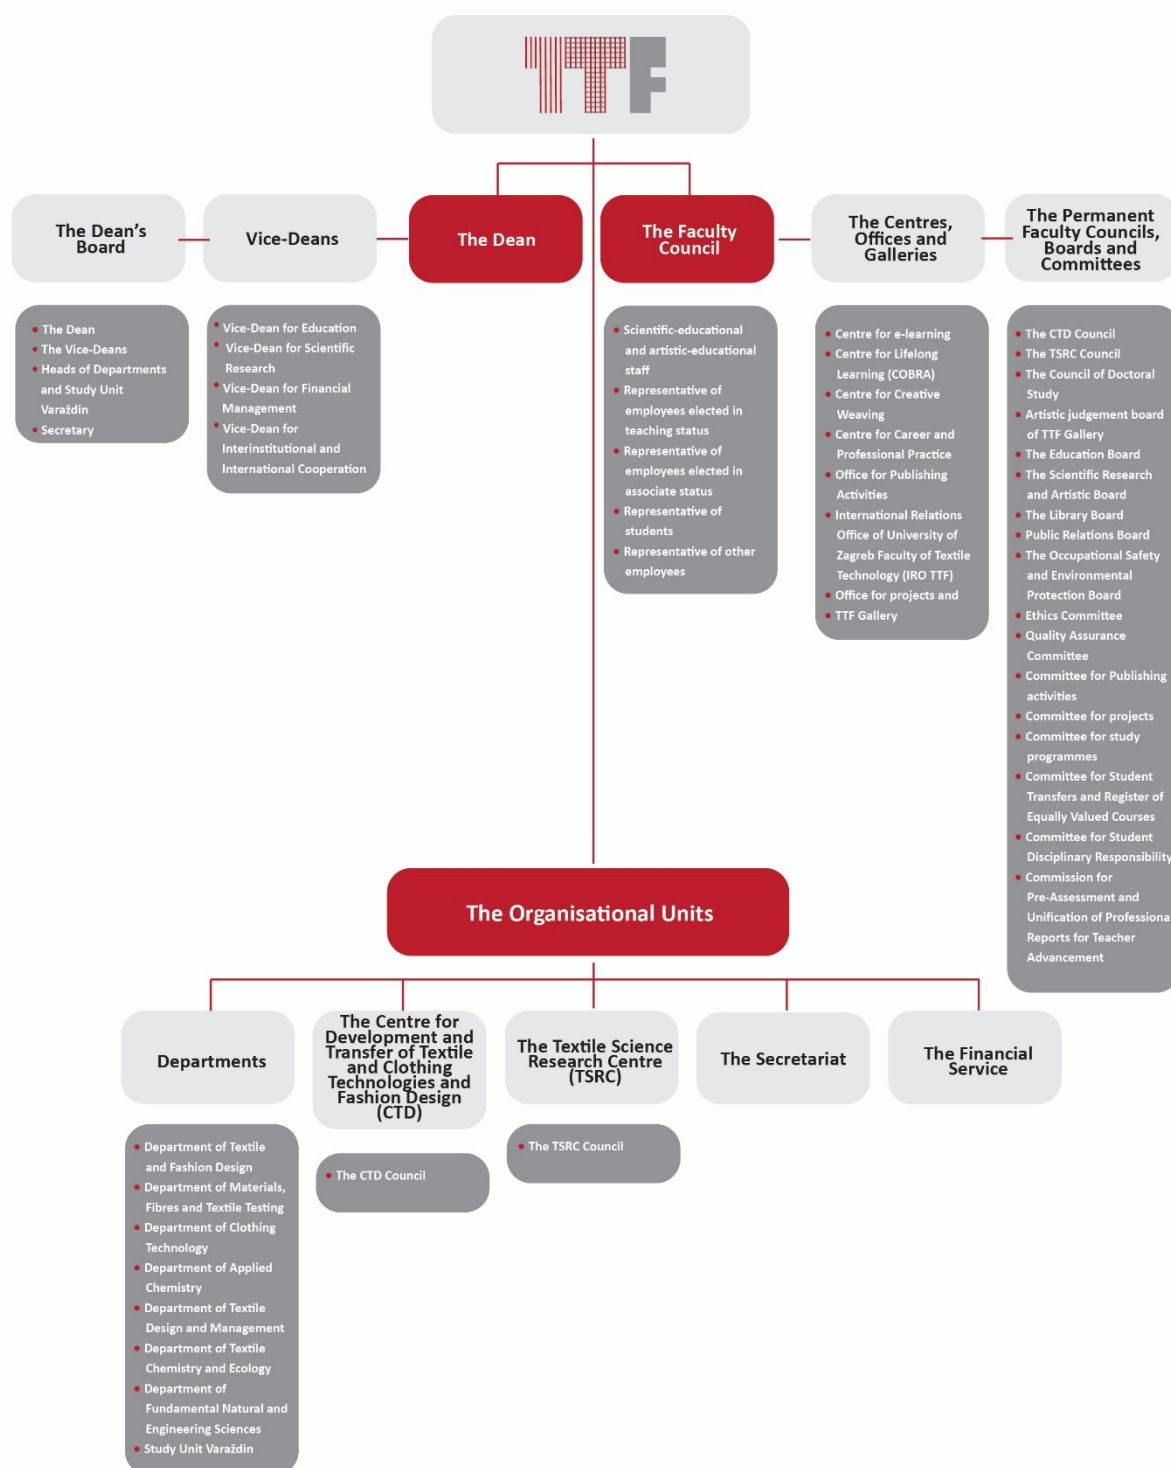 TTF
The Dean's
Board
Vice-Deans
The Dean
The Faculty
Council
The Centres,
Offices and
Galleries
The Permanent
Faculty Councils,
Boards and
Committees
• The Dean
• The Vice-Deans
• Heads of Departments
and Study Unit
Varaždin
• Secretary
• Vice-Dean for Education
• Vice-Dean for Scientific
Research
• Vice-Dean for Financial
Management
• Vice-Dean for
Interinstitutional and
International Cooperation
• Scientific-educational
and artistic-educational
staff
• Representative of
employees elected in
teaching status
• Representative of
employees elected in
associate status
• Representative of
students
• Representative of other
employees
• Centre for e-learning
• Centre for Lifelong
Learning (COBRA)
• Centre for Creative
Weaving
• Centre for Career and
Professional Practice
• Office for Publishing
Activities
• International Relations
Office of University of
Zagreb Faculty of Textile
Technology (IRO TTF)
• Office for projects and
• TTF Gallery
• The CTD Council
• The TSRC Council
• The Council of Doctoral
Study
• Artistic judgement board
of TTF Gallery
• The Education Board
• The Scientific Research
and Artistic Board
• The Library Board
• Public Relations Board
• The Occupational Safety
and Environmental
Protection Board
• Ethics Committee
• Quality Assurance
Committee
• Committee for Publishing
activities
• Committee for projects
• Committee for study
programmes
• Committee for Student
Transfers and Register of
Equally Valued Courses
• Committee for Student
Disciplinary Responsibility
• Commission for
Pre-Assessment and
Unification of Professiona
Reports for Teacher
Advancement
The Organisational Units
Departments
The Centre for
Development and
Transfer of Textile
and Clothing
Technologies and
Fashion Design
(CTD)
The Textile Science
Research Centre
(TSRC)
The Secretariat
The Financial
Service
• Department of Textile
and Fashion Design
• Department of Materials,
Fibres and Textile Testing
• Department of Clothing
Technology
• Department of Applied
Chemistry
• Department of Textile
Design and Management
• Department of Textile
Chemistry and Ecology
• Department of
Fundamental Natural and
Engineering Sciences
• Study Unit Varaždin
• The CTD Council
• The TSRC Council